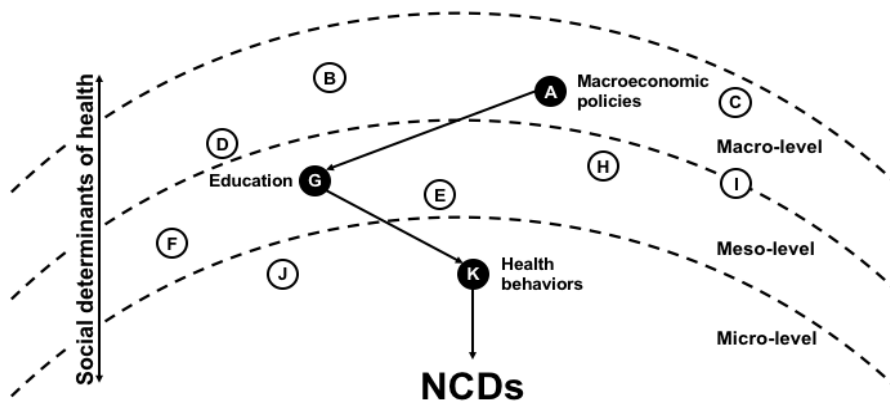 B
A
Macroeconomic
policies
C
D
Macro-level
Education
G
H
I
E
F
Meso-level
J
K
Health
behaviors
Micro-level
Social determinants of health
NCDs